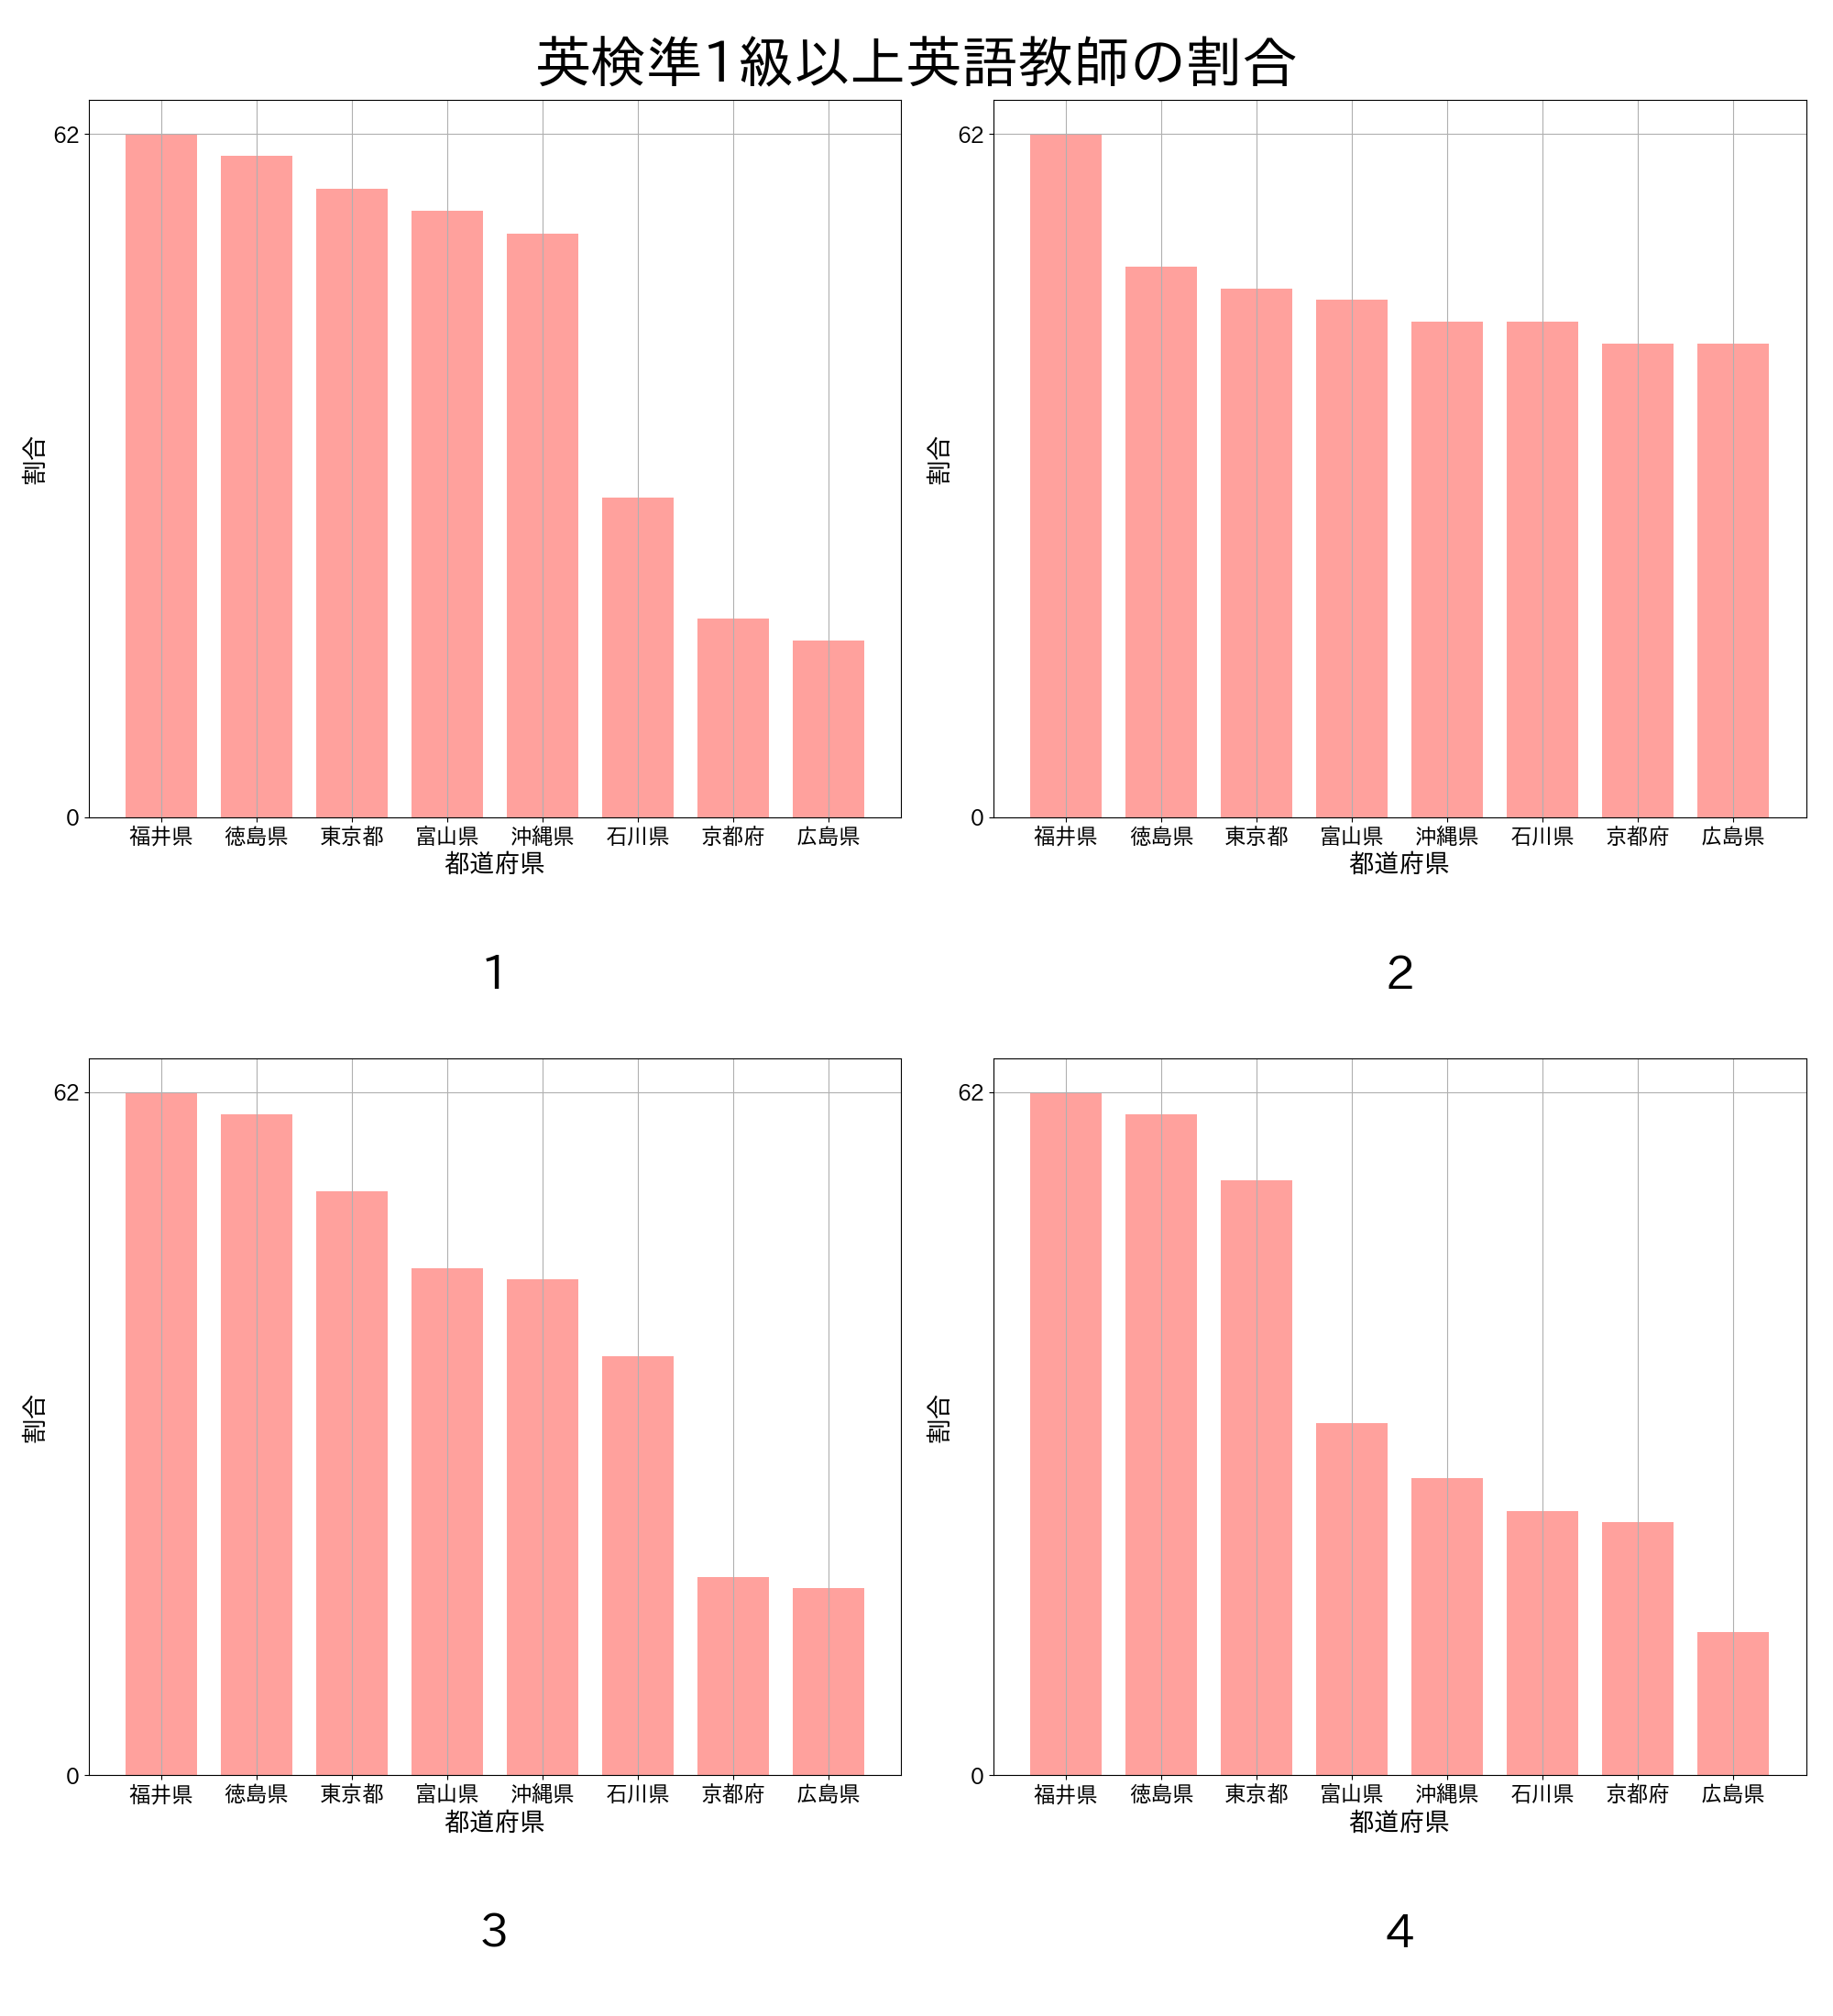 英検準1級以上英語教師の割合
62
0
割合
福井県 徳島県 東京都 富山県 沖縄県 石川県 京都府 広島県
都道府県
1
62
0
割合
福井県 徳島県 東京都 富山県 沖縄県 石川県 京都府 広島県
都道府県
2
62
0
割合
福井県 徳島県 東京都 富山県 沖縄県 石川県 京都府 広島県
都道府県
3
62
0
割合
福井県 徳島県 東京都 富山県 沖縄県 石川県 京都府 広島県
都道府県
4